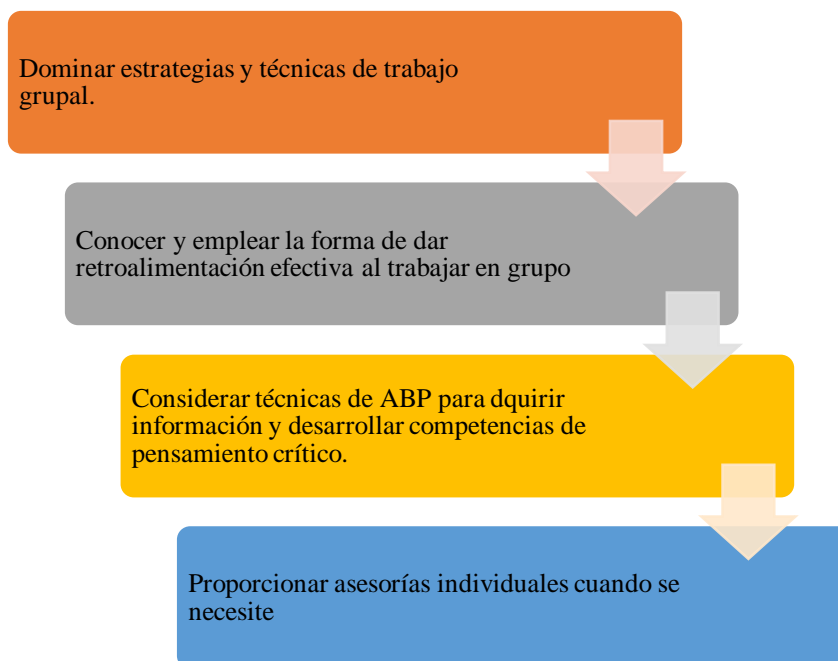 Dominar estrategias y técnicas de trabajo
grupal.
Conocer y emplear la forma de dar
retroalimentación efectiva al trabajar en grupo
Considerar técnicas de ABP para dquirir
información y desarrollar competencias de
pensamiento crítico.
Proporcionar asesorías individuales cuando se
necesite